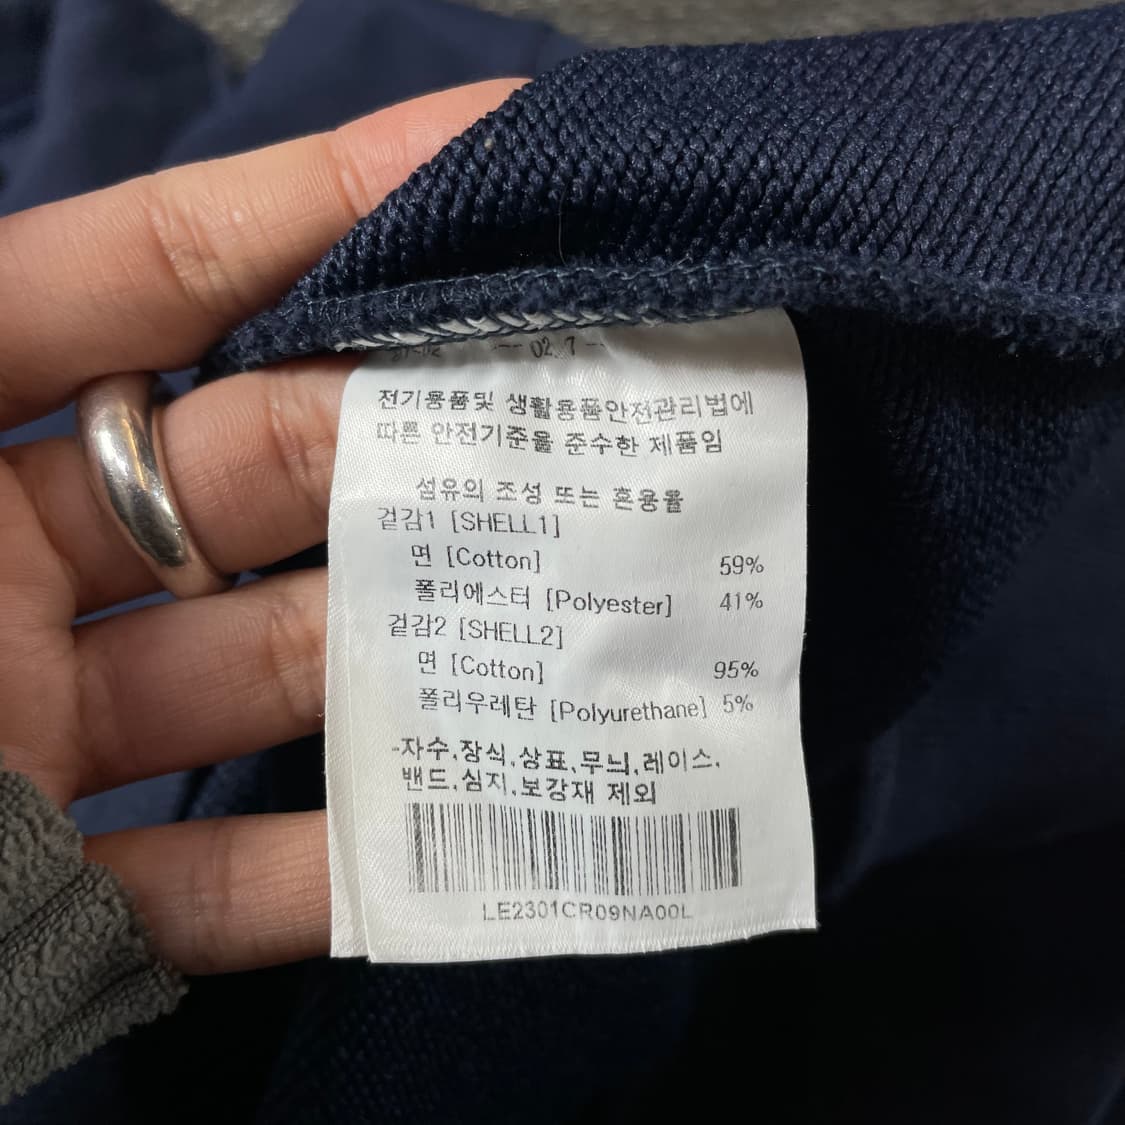 전기용품및 생활용품안전관리법에
따른 안전기준을 준수한 제품임
섬유의 조성 또는 혼용율
겉감1 [SHELL1]
면 [Cotton] 59%
폴리에스터 [Polyester] 41%
겉감2 [SHELL2]
면 [Cotton] 95%
폴리우레탄 [Polyurethane] 5%
-자수,장식,상표,무늬,레이스,
밴드,심지,보강재 제외
LE2301CR09NA00L